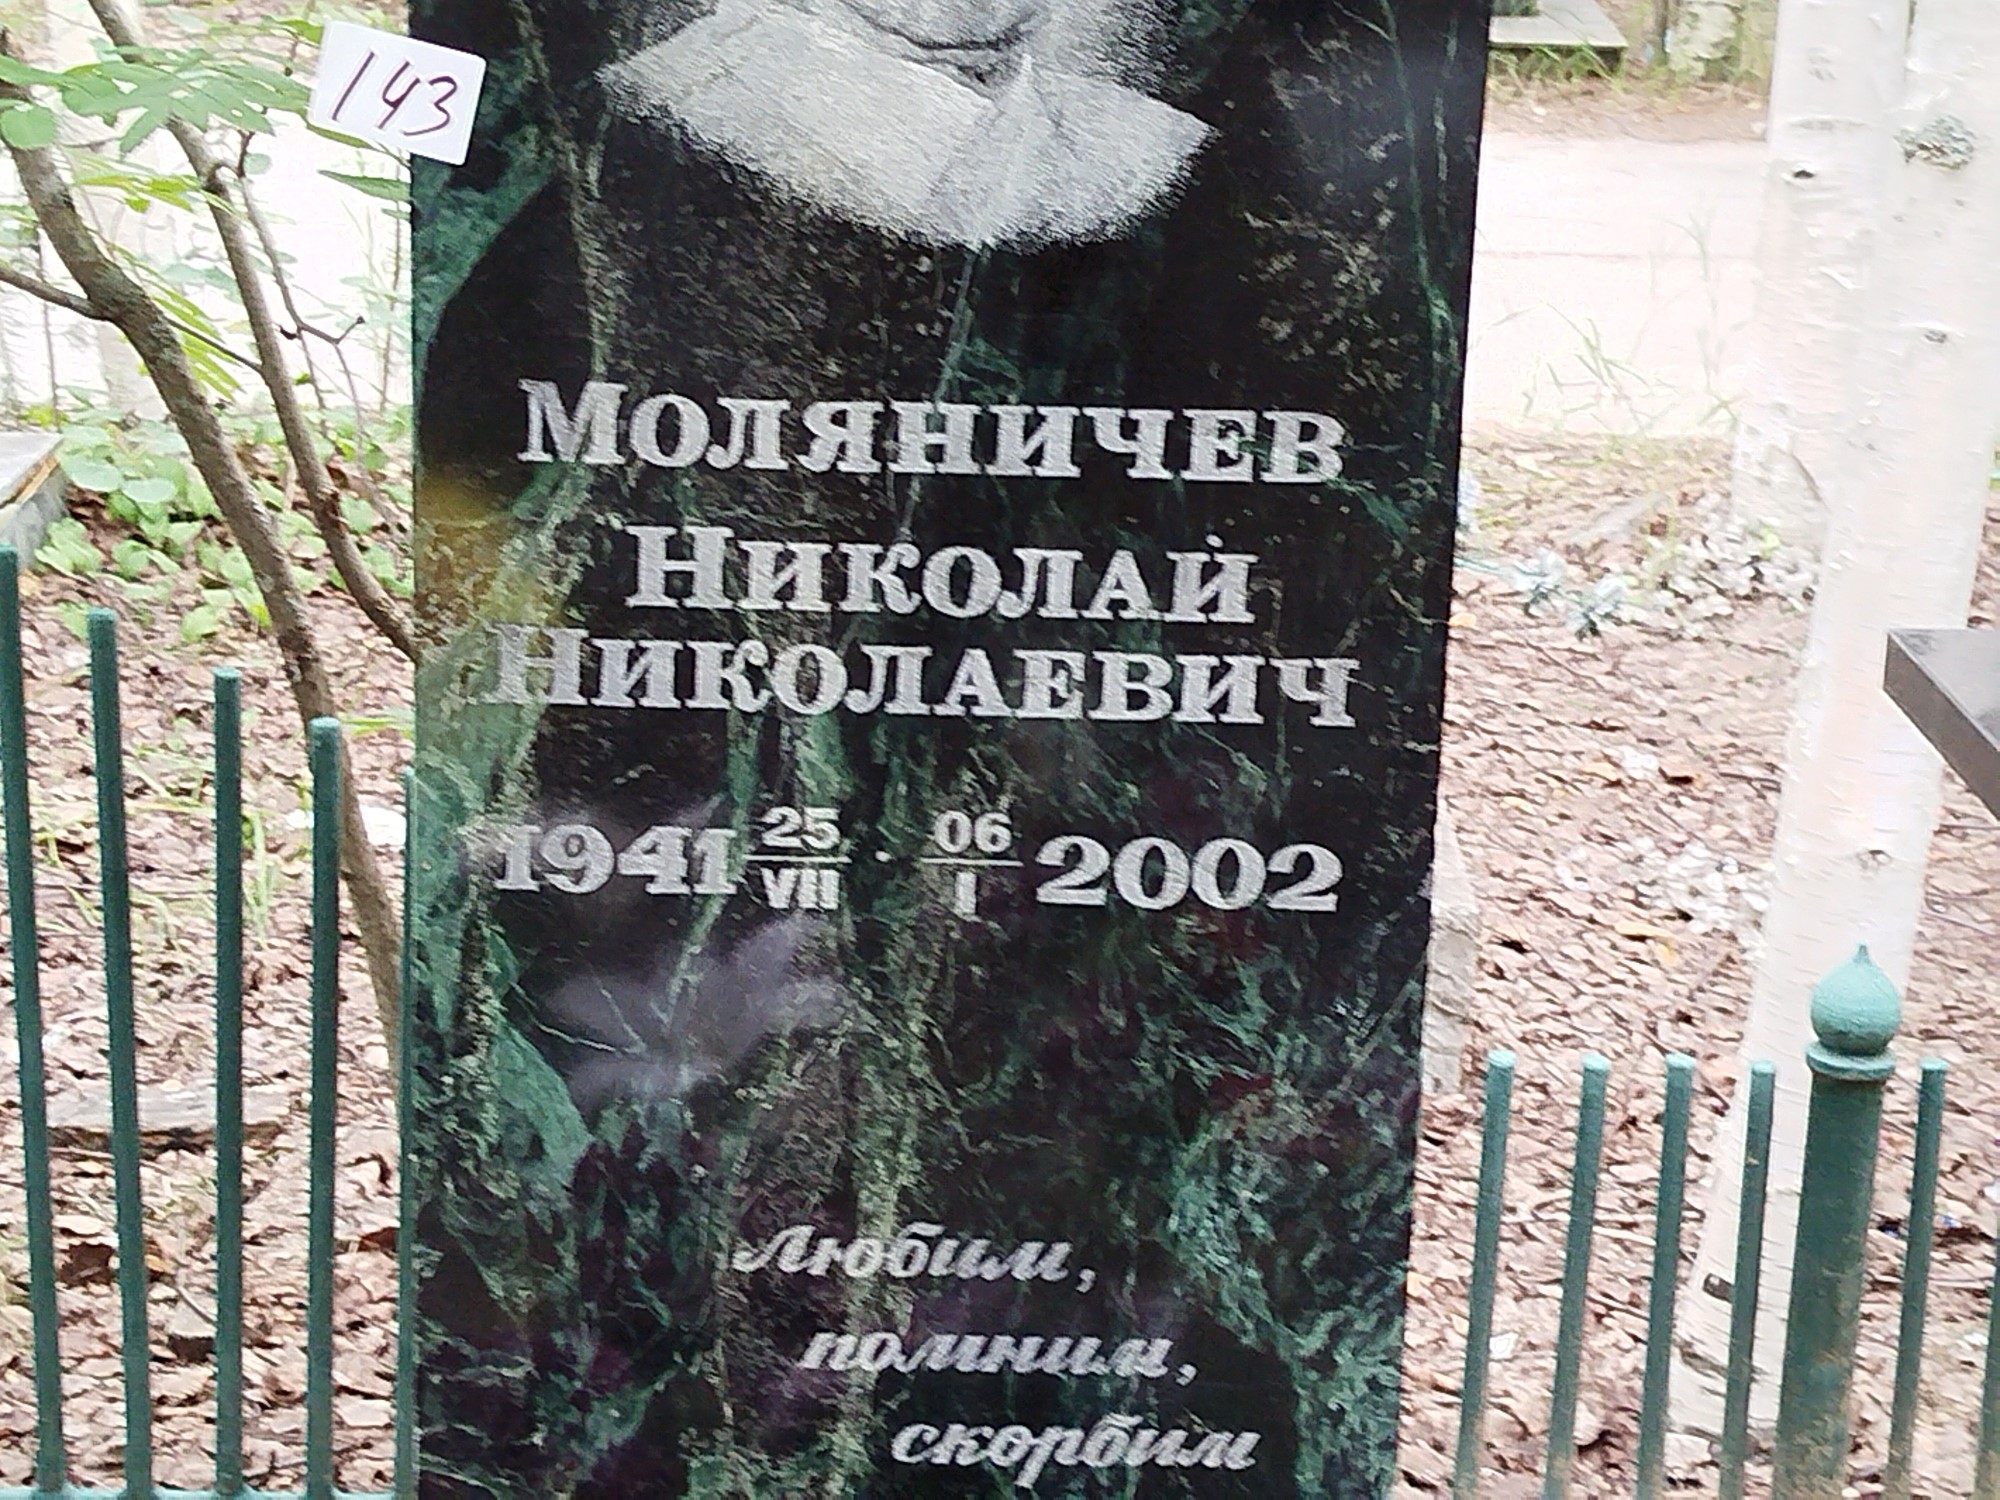 143
Моляничев
Николай
Николаевич
1941 25/VII · 06/I 2002
Любим,
помним,
скорбим